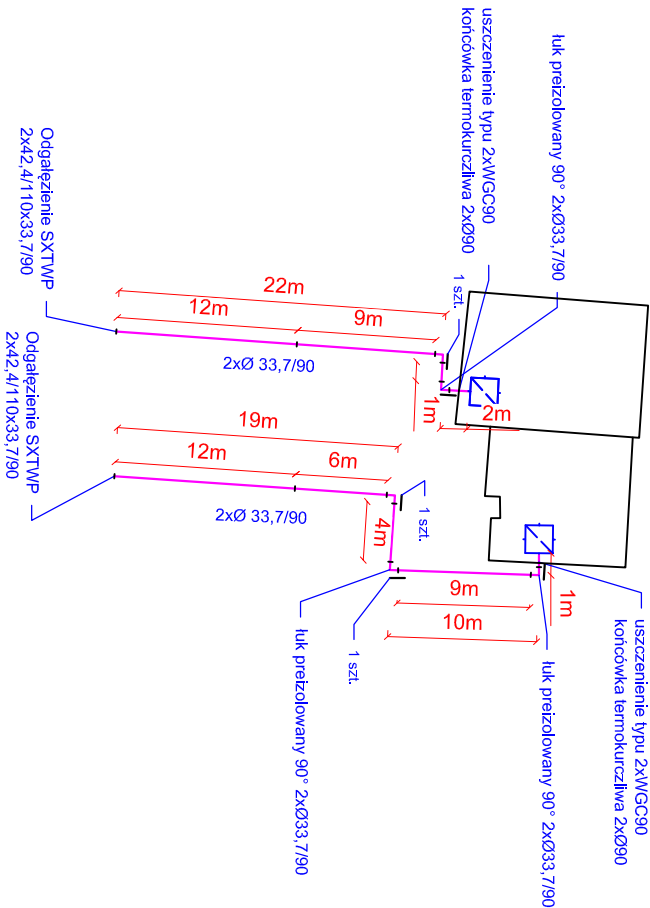 łuk preizolowany 90° 2xØ33,7/90
uszczenienie typu 2xWGC90
końcówka termokurczliwa 2xØ90
1 szt.
22m
12m
9m
2xØ 33,7/90
1m
2m
Odgałęzienie SXTWP
2x42,4/110x33,7/90
19m
12m
6m
2xØ 33,7/90
4m
1 szt.
Odgałęzienie SXTWP
2x42,4/110x33,7/90
9m
10m
1m
1 szt.
łuk preizolowany 90° 2xØ33,7/90
łuk preizolowany 90° 2xØ33,7/90
uszczenienie typu 2xWGC90
końcówka termokurczliwa 2xØ90